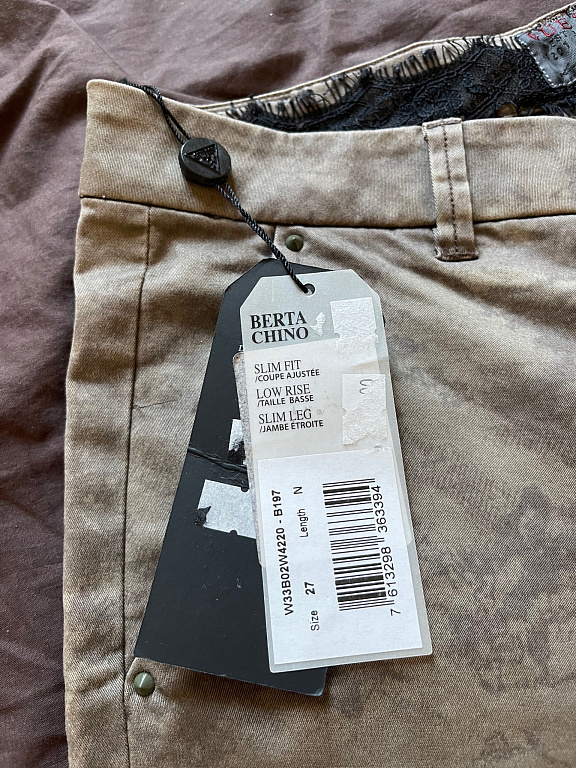 BERTA
CHINO
SLIM FIT
/COUPE AJUSTÉE
LOW RISE
/TAILLE BASSE
SLIM LEG
/JAMBE ÉTROITE
W33B02W4220 - B197
Size 27 Length N
7 613298 363394